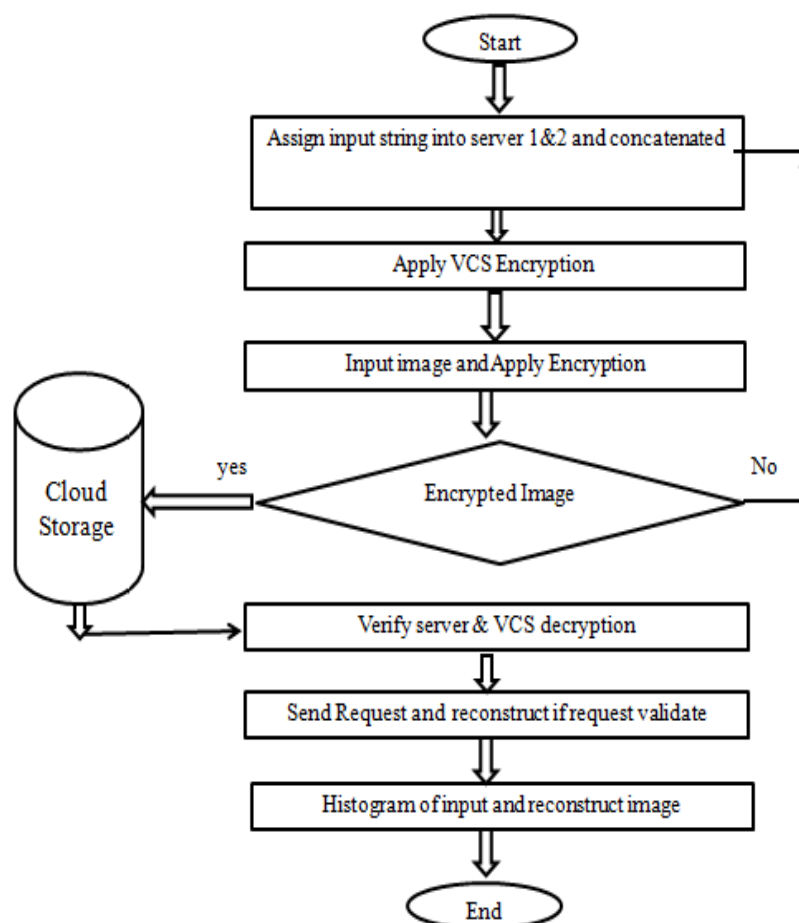 Start
Assign input string into server 1&2 and concatenated
Apply VCS Encryption
Input image and Apply Encryption
yes
No
Encrypted Image
Cloud
Storage
Verify server & VCS decryption
Send Request and reconstruct if request validate
Histogram of input and reconstruct image
End